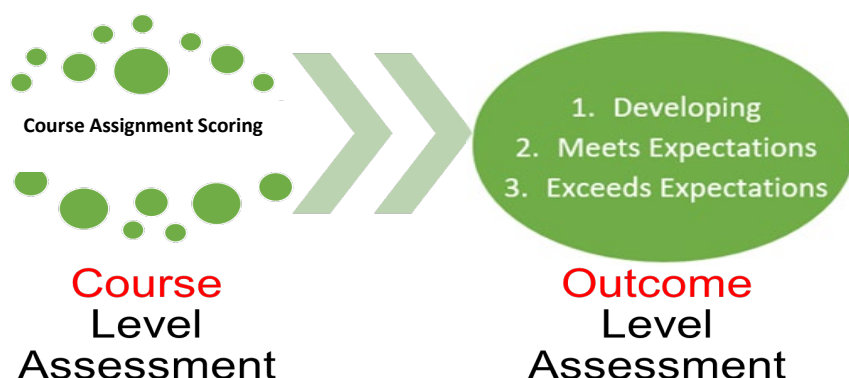 Course Assignment Scoring
1. Developing
2. Meets Expectations
3. Exceeds Expectations
Course
Level
Assessment
Outcome
Level
Assessment